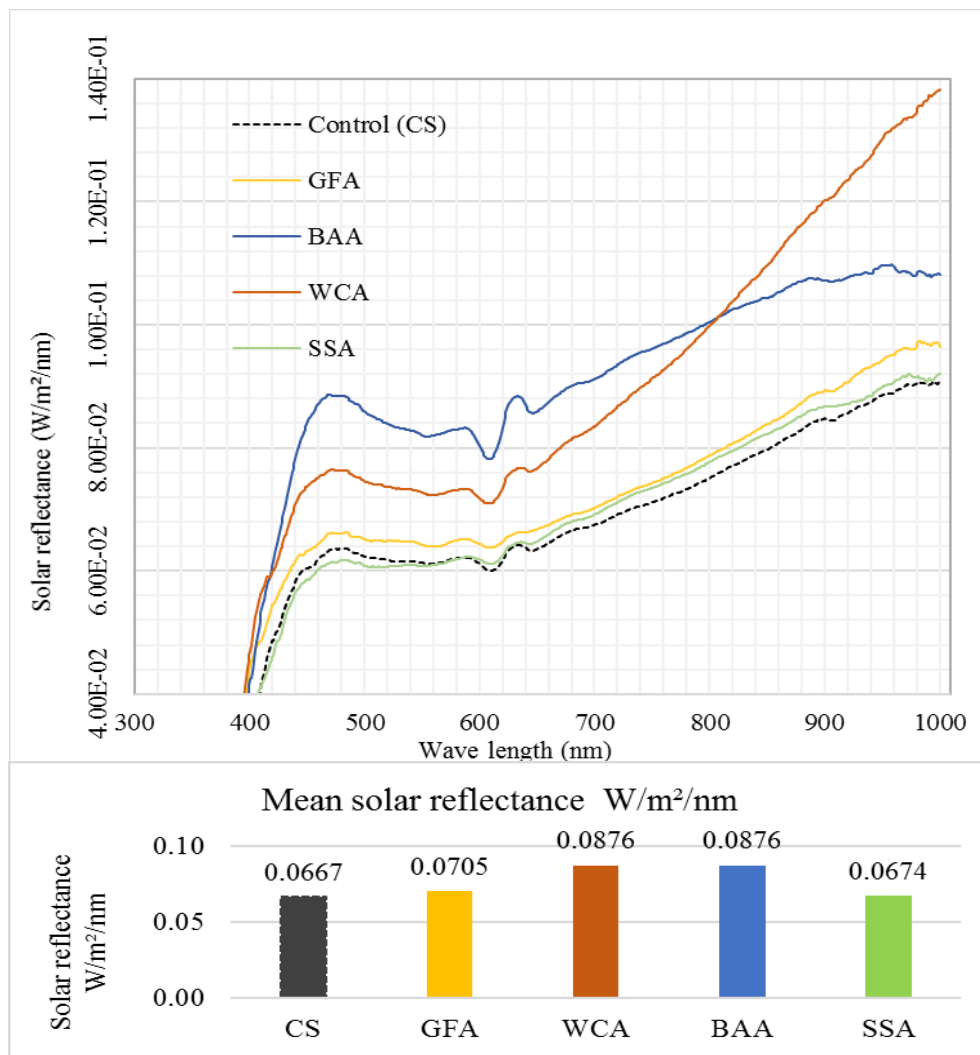 1.40E-01
1.20E-01
1.00E-01
8.00E-02
6.00E-02
4.00E-02
Solar reflectance (W/m²/nm)
Control (CS)
GFA
BAA
WCA
SSA
300 400 500 600 700 800 900 1000
Wave length (nm)
Mean solar reflectance W/m²/nm
Solar reflectance
W/m²/nm
0.10
0.05
0.00
0.0667 0.0705 0.0876 0.0876 0.0674
CS GFA WCA BAA SSA